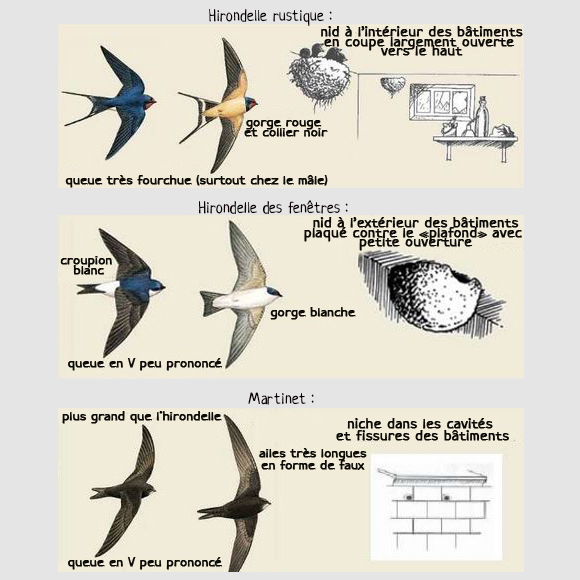 Hirondelle rustique :
nid à l'intérieur des bâtiments
en coupe largement ouverte
vers le haut
gorge rouge
et collier noir
queue très fourchue (surtout chez le mâle)
Hirondelle des fenêtres :
nid à l'extérieur des bâtiments
plaqué contre le «plafond» avec
petite ouverture
croupion
blanc
gorge blanche
queue en V peu prononcé
Martinet :
plus grand que l'hirondelle
niche dans les cavités
et fissures des bâtiments
ailes très longues
en forme de faux
queue en V peu prononcé